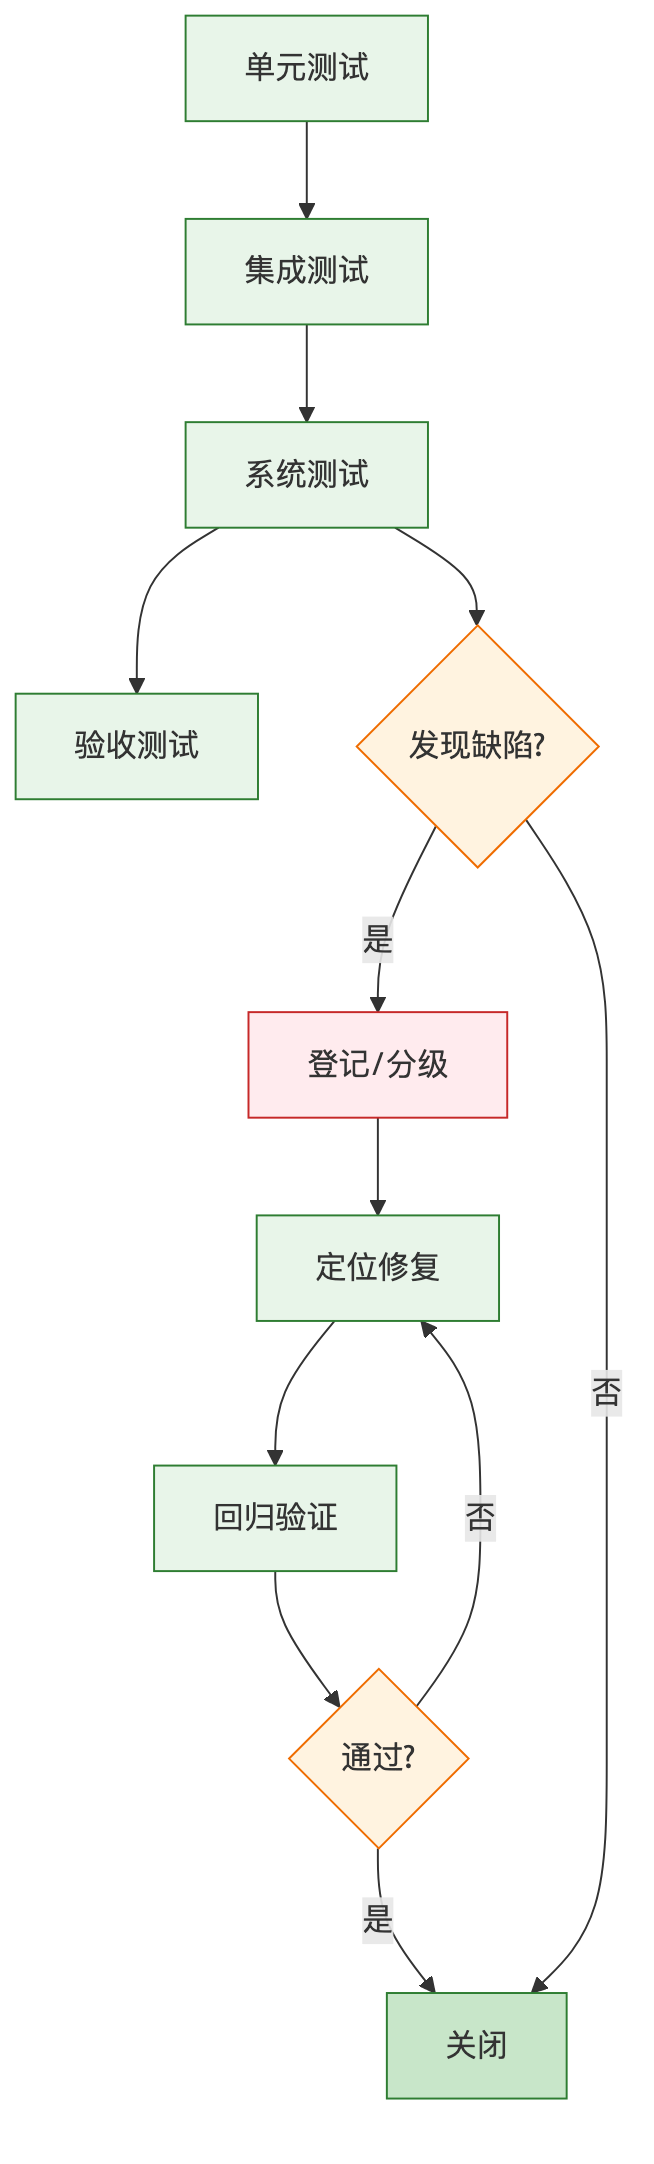 单元测试
集成测试
系统测试
验收测试
发现缺陷?
是
登记/分级
定位修复
否
回归验证
否
通过?
是
关闭